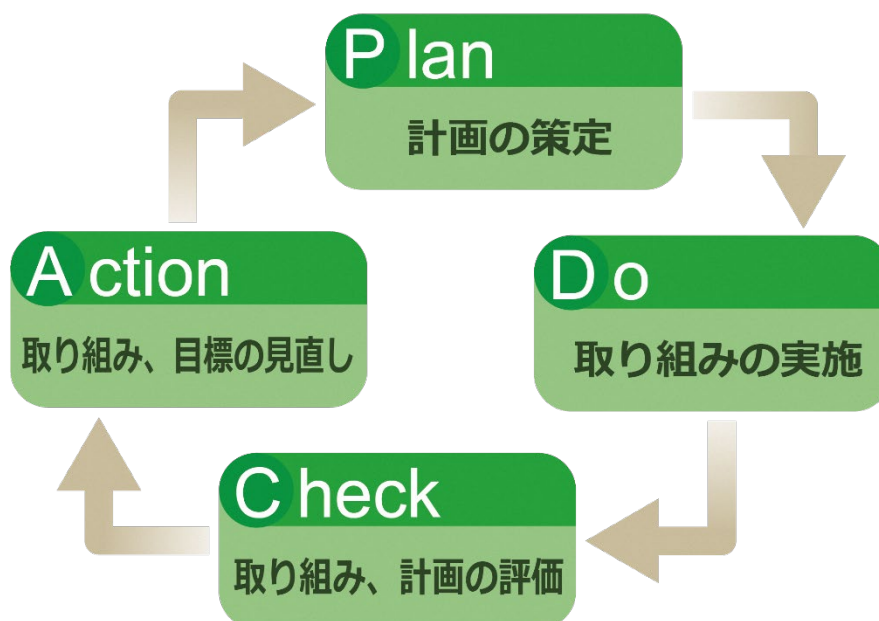 Plan
計画の策定
Do
取り組みの実施
Check
取り組み、計画の評価
Action
取り組み、目標の見直し